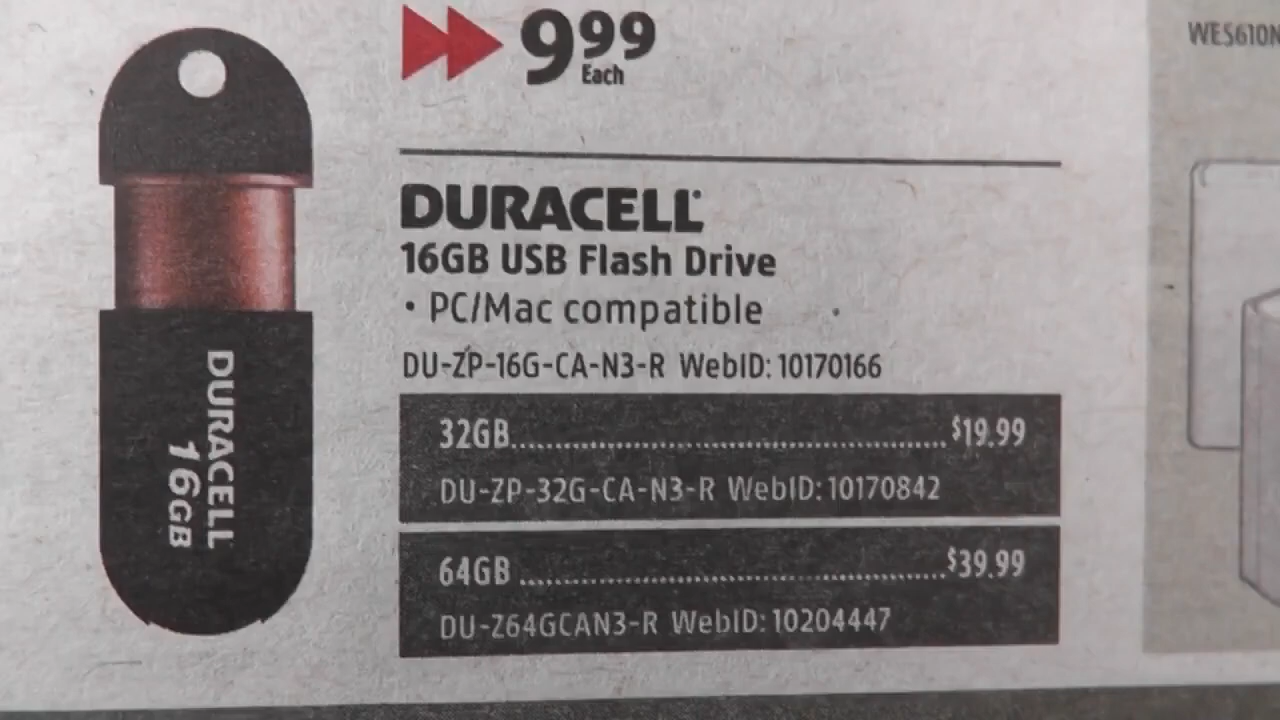 9.99
Each
WES610N
DURACELL
16GB USB Flash Drive
• PC/Mac compatible
DU-ZP-16G-CA-N3-R WebID: 10170166
32GB..........................................$19.99
DU-ZP-32G-CA-N3-R WebID: 10170842
64GB..........................................$39.99
DU-Z64GCAN3-R WebID: 10204447
DURACELL
16GB